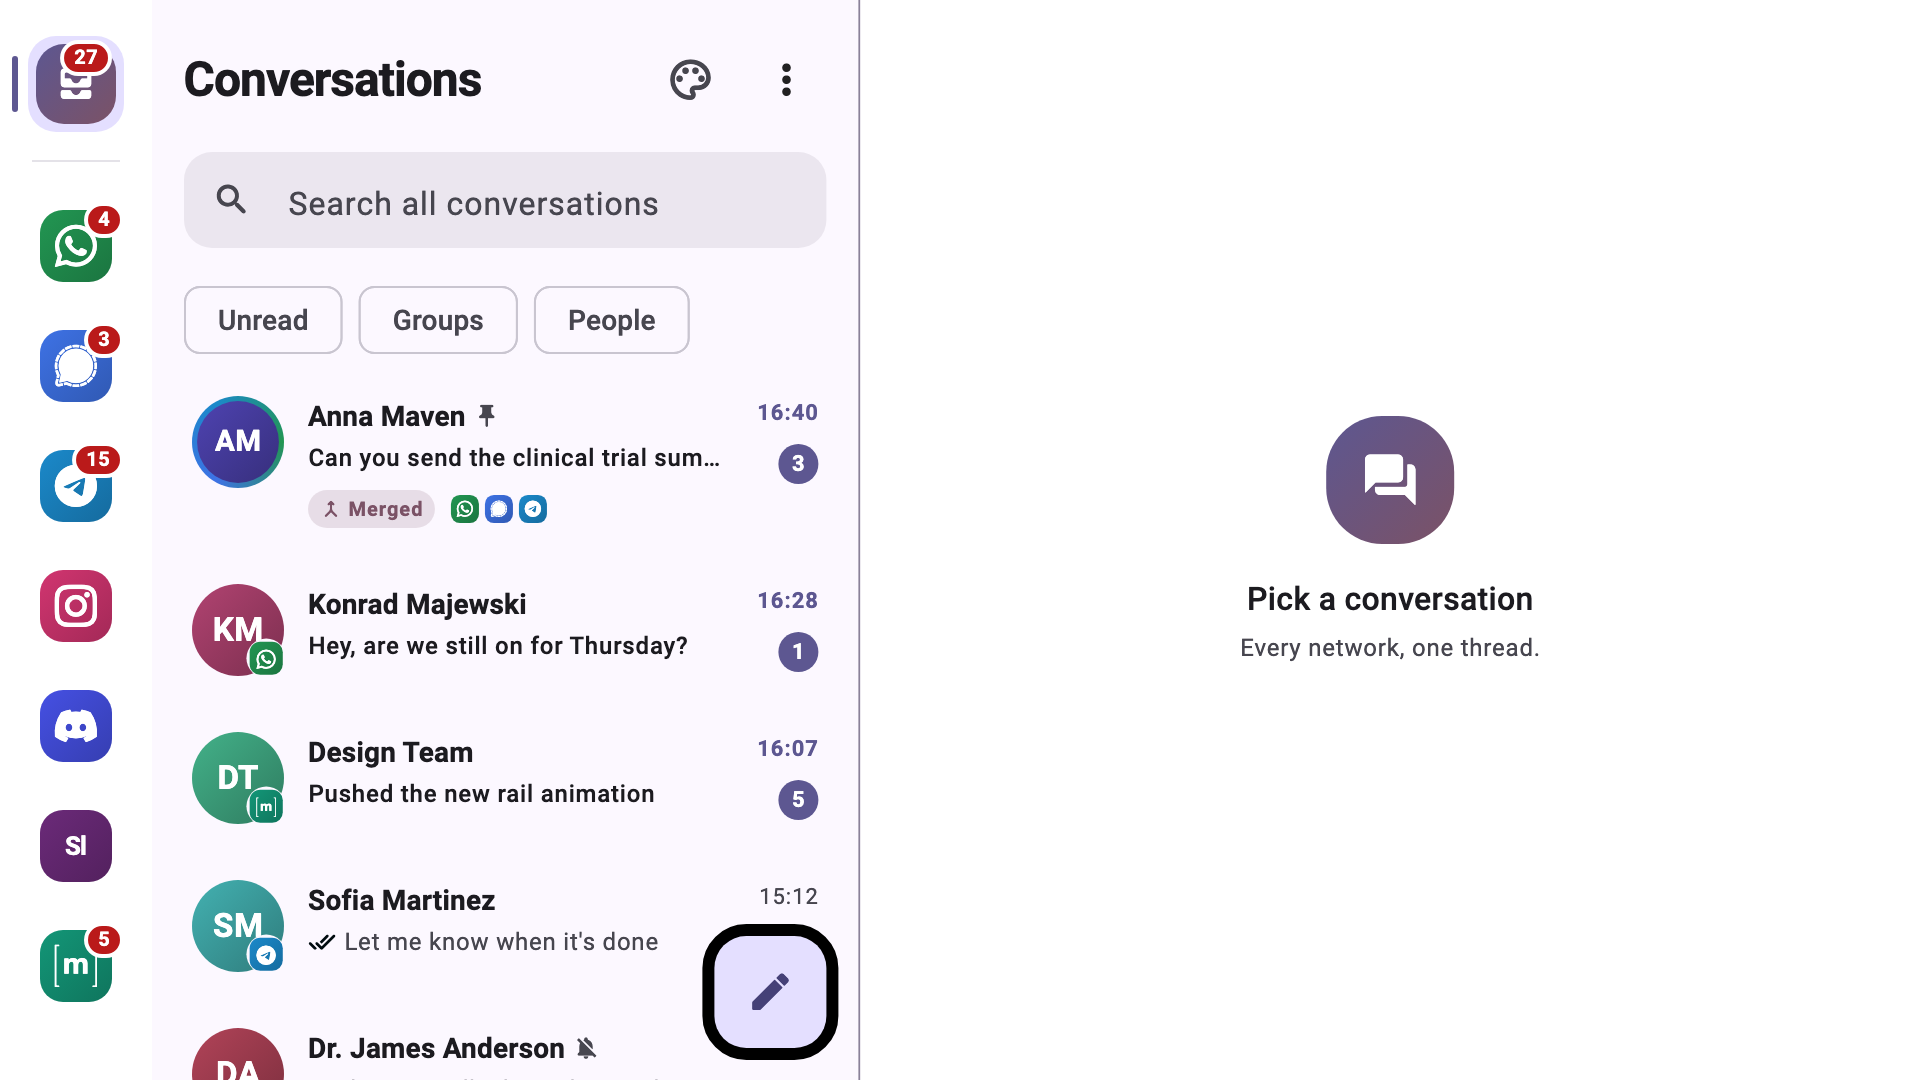 27
Conversations
Search all conversations
Unread Groups People
4
3
15
SI
[m] 5
AM Anna Maven 16:40
Can you send the clinical trial sum… 3
Merged
KM Konrad Majewski 16:28
Hey, are we still on for Thursday? 1
DT Design Team 16:07
[m] Pushed the new rail animation 5
SM Sofia Martinez 15:12
Let me know when it's done
DA Dr. James Anderson
Pick a conversation
Every network, one thread.